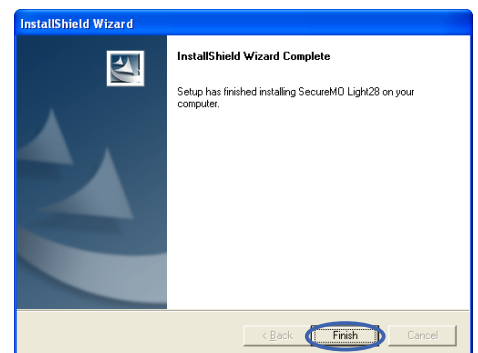 InstallShield Wizard
InstallShield Wizard Complete
Setup has finished installing SecureMO Light28 on your
computer.
< Back
Finish
Cancel